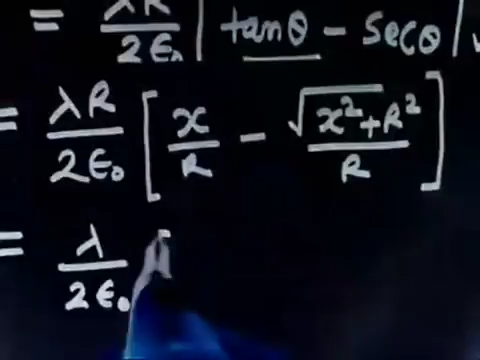 = λR/2ε₀ | tanθ - secθ |
= λR/2ε₀ [ x/R - √(x²+R²)/R ]
= λ/2ε₀ [